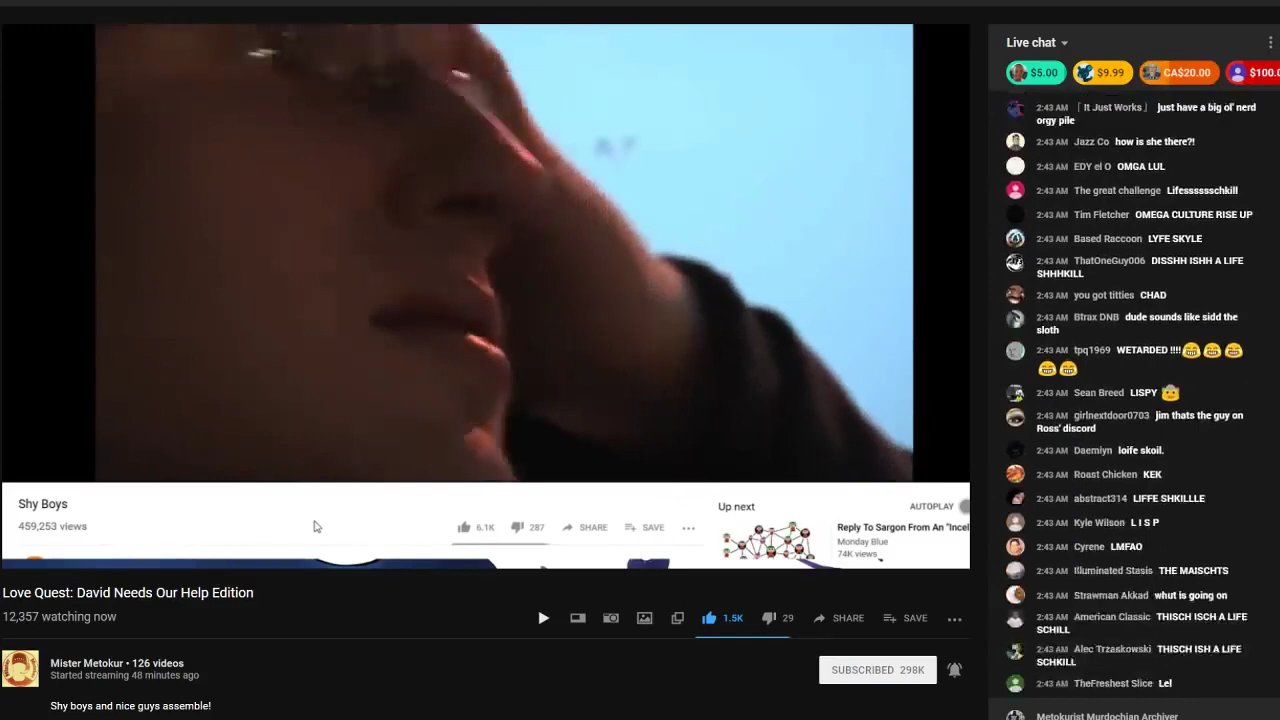 Live chat
$5.00
$9.99
CA$20.00
$100.0
2:43 AM 「 It Just Works 」 Just have a big ol' nerd
orgy pile
2:43 AM Jazz Co how is she there?!
2:43 AM EDY el O OMGA LUL
2:43 AM The great challenge Lifesssssschkill
2:43 AM Tim Fletcher OMEGA CULTURE RISE UP
2:43 AM Based Raccoon LYFE SKYLE
2:43 AM ThatOneGuy006 DISSHH ISHH A LIFE
SHHHKILL
2:43 AM you got titties CHAD
2:43 AM Btrax DNB dude sounds like sidd the
sloth
2:43 AM tpq1969 WETARDED !!!!
2:43 AM Sean Breed LISPY
2:43 AM girlnextdoor0703 Jim thats the guy on
Ross' discord
2:43 AM Daemiyn loife skoil.
2:43 AM Roast Chicken KEK
2:43 AM abstract314 LIFFE SHKILLLE
2:43 AM Kyle Wilson L I S P
2:43 AM Cyrene LMFAO
2:43 AM Illuminated Stasis THE MAISCHTS
2:43 AM Strawman Akkad whut is going on
2:43 AM American Classic THISCH ISCH A LIFE
SCHILL
2:43 AM Alec Trzaskowski THISCH ISH A LIFE
SCHKILL
2:43 AM TheFreshest Slice Lel
Metokurist Murdochian Archiver
Shy Boys
459,253 views
6.1K 287 SHARE SAVE
Up next
AUTOPLAY
Reply To Sargon From An "Incel
Monday Blue
74K views
Love Quest: David Needs Our Help Edition
12,357 watching now
1.5K 29 SHARE SAVE
Mister Metokur • 126 videos
Started streaming 48 minutes ago
SUBSCRIBED 298K
Shy boys and nice guys assemble!